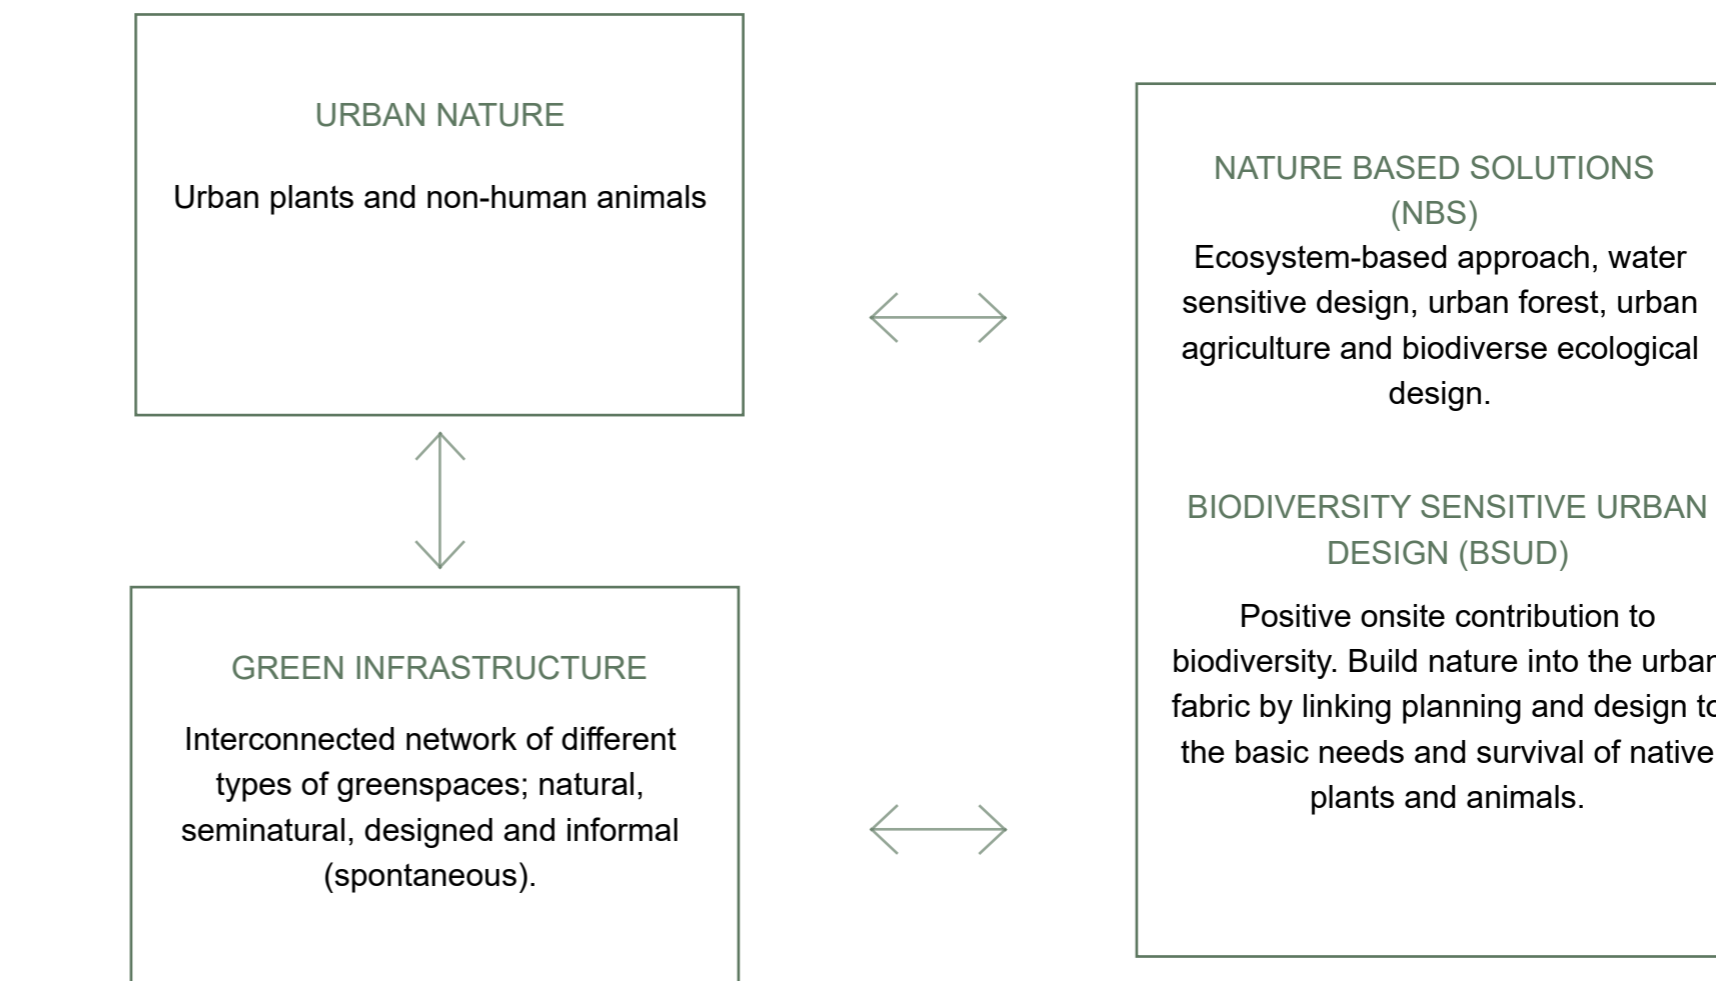 URBAN NATURE
Urban plants and non-human animals
GREEN INFRASTRUCTURE
Interconnected network of different
types of greenspaces; natural,
seminatural, designed and informal
(spontaneous).
NATURE BASED SOLUTIONS
(NBS)
Ecosystem-based approach, water
sensitive design, urban forest, urban
agriculture and biodiverse ecological
design.
BIODIVERSITY SENSITIVE URBAN
DESIGN (BSUD)
Positive onsite contribution to
biodiversity. Build nature into the urban
fabric by linking planning and design to
the basic needs and survival of native
plants and animals.